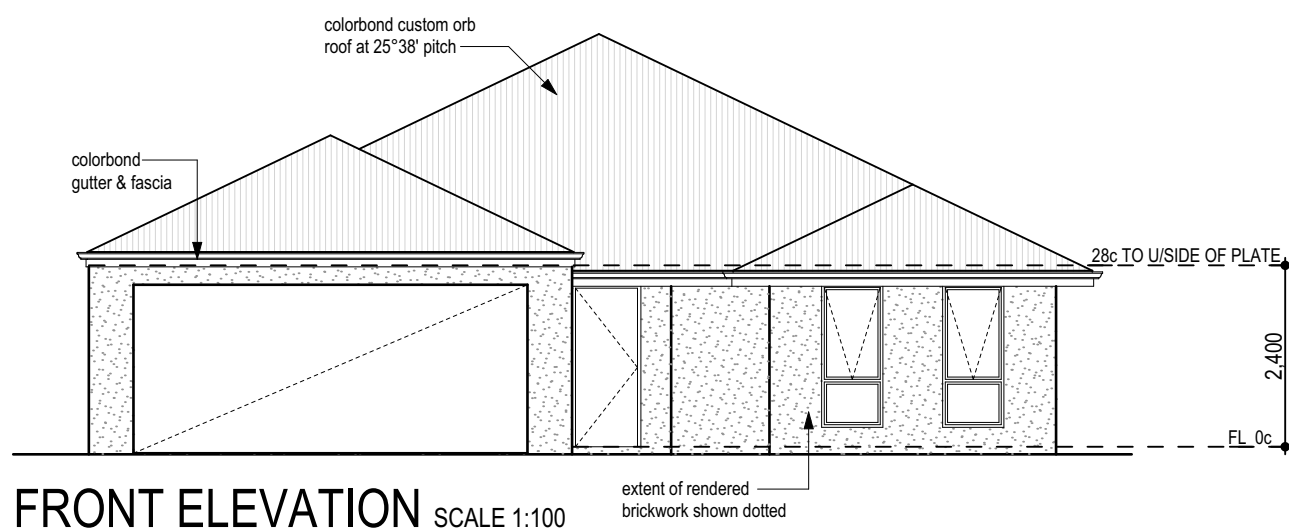 colorbond custom orb
roof at 25°38' pitch
colorbond
gutter & fascia
28c TO U/SIDE OF PLATE
2,400
FL 0c
extent of rendered
brickwork shown dotted
FRONT ELEVATION SCALE 1:100